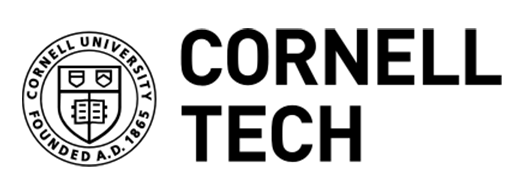 CORNELL UNIVERSITY
FOUNDED A.D. 1865
CORNELL
TECH